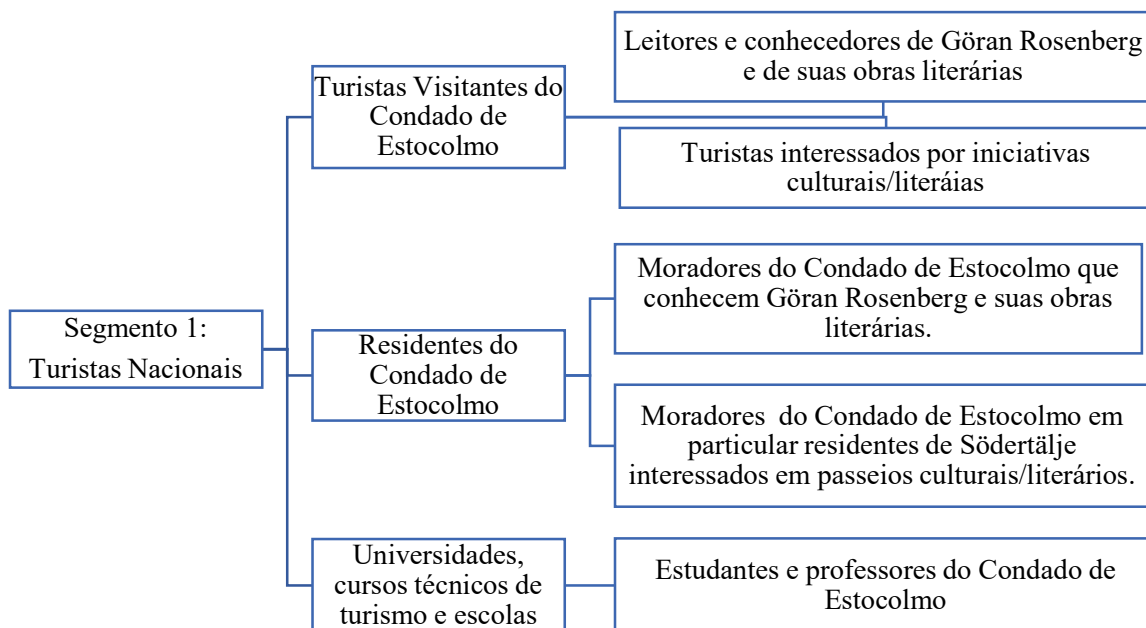 Segmento 1:
Turistas Nacionais
Turistas Visitantes do
Condado de
Estocolmo
Leitores e conhecedores de Göran Rosenberg
e de suas obras literárias
Turistas interessados por iniciativas
culturais/literáias
Residentes do
Condado de
Estocolmo
Moradores do Condado de Estocolmo que
conhecem Göran Rosenberg e suas obras
literárias.
Moradores  do Condado de Estocolmo em
particular residentes de Södertälje
interessados em passeios culturais/literários.
Universidades,
cursos técnicos de
turismo e escolas
Estudantes e professores do Condado de
Estocolmo